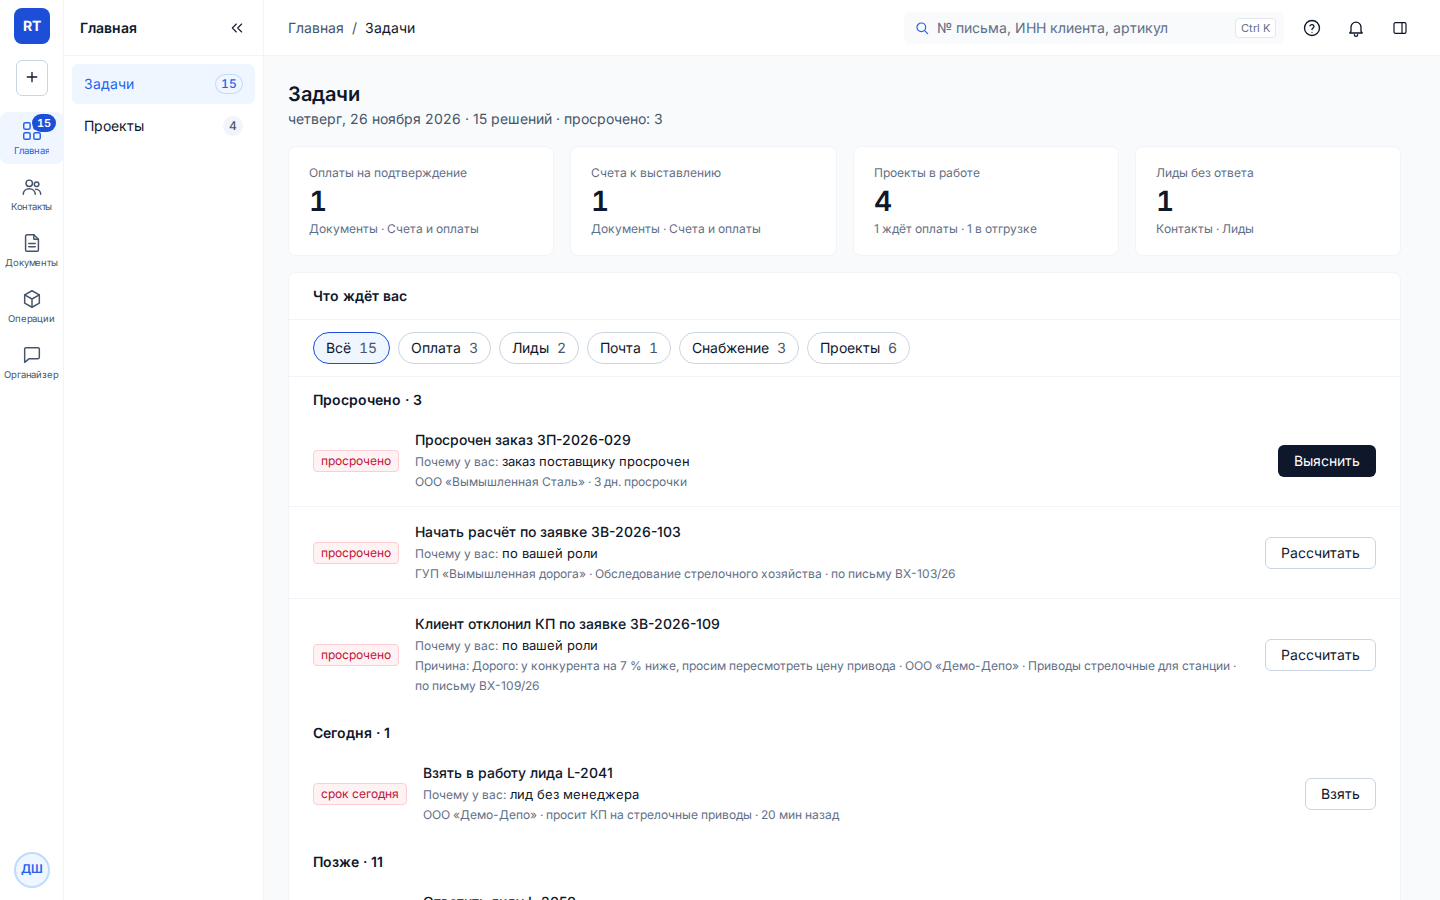 RT
Главная
Главная / Задачи
№ письма, ИНН клиента, артикул
Ctrl K
Задачи 15
Проекты 4
15
Главная
Контакты
Документы
Операции
Органайзер
ДШ
Задачи
четверг, 26 ноября 2026 · 15 решений · просрочено: 3
Оплаты на подтверждение
1
Документы · Счета и оплаты
Счета к выставлению
1
Документы · Счета и оплаты
Проекты в работе
4
1 ждёт оплаты · 1 в отгрузке
Лиды без ответа
1
Контакты · Лиды
Что ждёт вас
Всё 15
Оплата 3
Лиды 2
Почта 1
Снабжение 3
Проекты 6
Просрочено · 3
просрочено
Просрочен заказ ЗП-2026-029
Почему у вас: заказ поставщику просрочен
ООО «Вымышленная Сталь» · 3 дн. просрочки
Выяснить
просрочено
Начать расчёт по заявке ЗВ-2026-103
Почему у вас: по вашей роли
ГУП «Вымышленная дорога» · Обследование стрелочного хозяйства · по письму ВХ-103/26
Рассчитать
просрочено
Клиент отклонил КП по заявке ЗВ-2026-109
Почему у вас: по вашей роли
Причина: Дорого: у конкурента на 7 % ниже, просим пересмотреть цену привода · ООО «Демо-Депо» · Приводы стрелочные для станции ·
по письму ВХ-109/26
Рассчитать
Сегодня · 1
срок сегодня
Взять в работу лида L-2041
Почему у вас: лид без менеджера
ООО «Демо-Депо» · просит КП на стрелочные приводы · 20 мин назад
Взять
Позже · 11